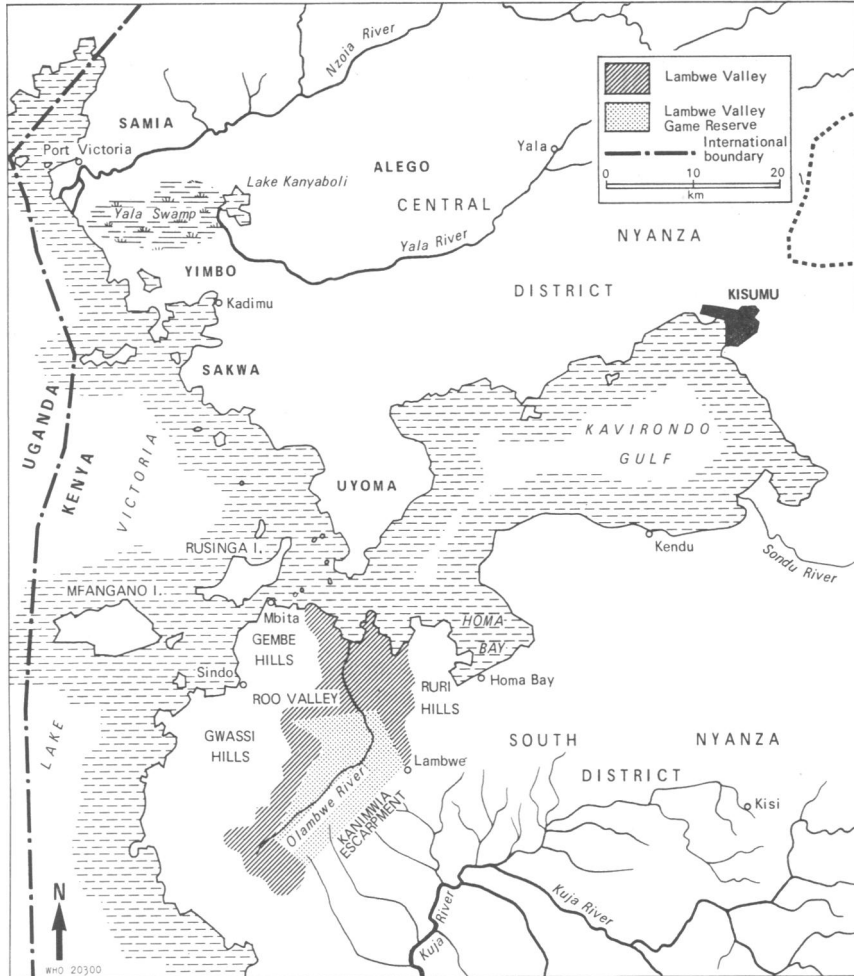 Nzoia River
Lambwe Valley
Lambwe Valley
Game Reserve
International
boundary
0 10 20
km
SAMIA
Port Victoria
Yala
ALEGO
Lake Kanyaboli
CENTRAL
Yala Swamp
Yala River
NYANZA
YIMBO
DISTRICT
KISUMU
Kadimu
SAKWA
UGANDA
KENYA
VICTORIA
KAVIRONDO
GULF
UYOMA
RUSINGA I.
Kendu
Sondu River
MFANGANO I.
Mbita
HOMA
BAY
GEMBE
HILLS
Sindo
Homa Bay
ROO VALLEY
RURI
HILLS
LAKE
GWASSI
HILLS
SOUTH
NYANZA
Lambwe
DISTRICT
Olambwe River
KANIMWIA
ESCARPMENT
Kisi
N
Kuja River
Kuja River
WHO 20300